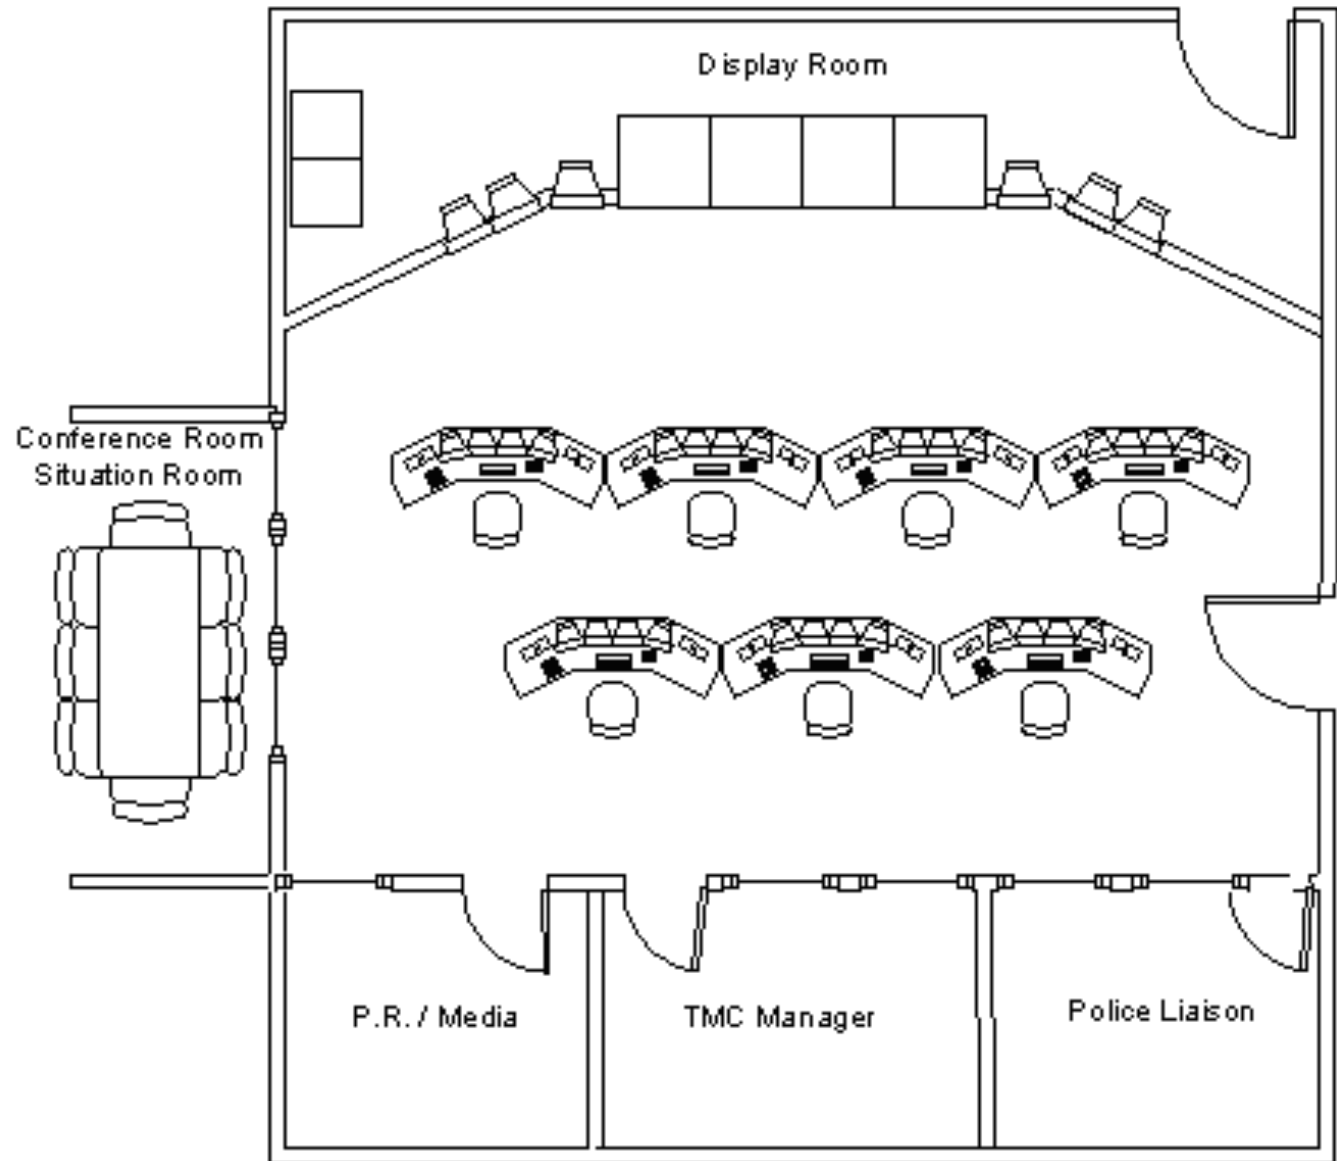 Display Room
Conference Room
Situation Room
P.R. / Media
TMC Manager
Police Liaison